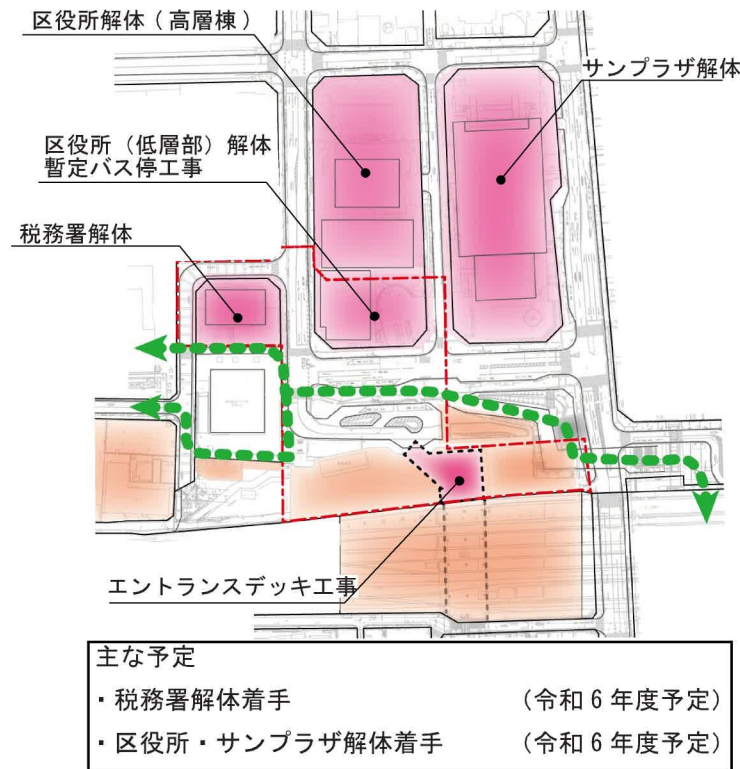 区役所解体（高層棟）
サンプラザ解体
区役所（低層部）解体
暫定バス停工事
税務署解体
エントランスデッキ工事
主な予定
・税務署解体着手　（令和６年度予定）
・区役所・サンプラザ解体着手　（令和６年度予定）